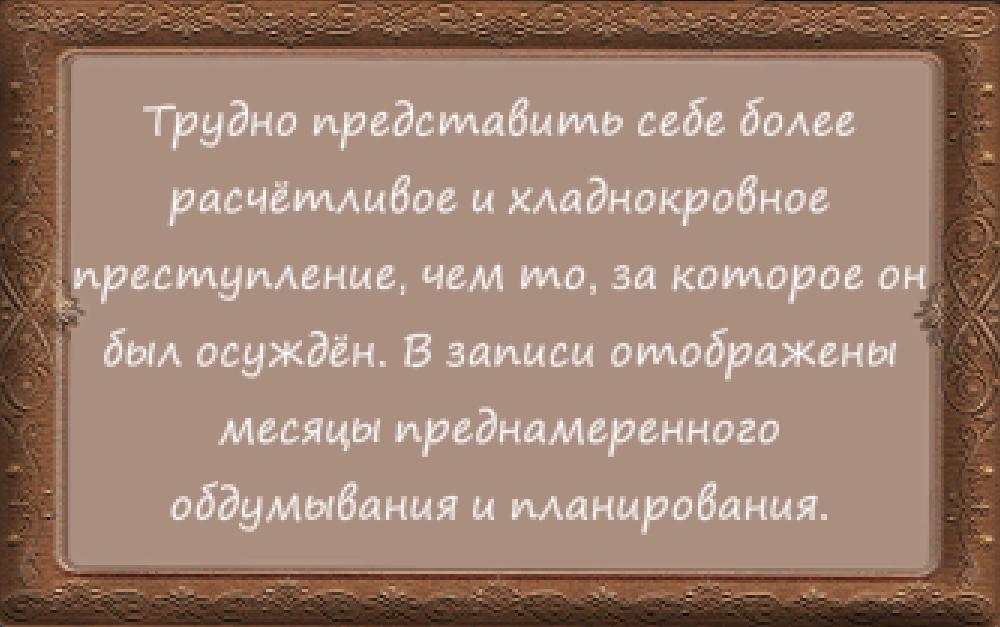 Трудно представить себе более
расчётливое и хладнокровное
преступление, чем то, за которое он
был осуждён. В записи отображены
месяцы преднамеренного
обдумывания и планирования.